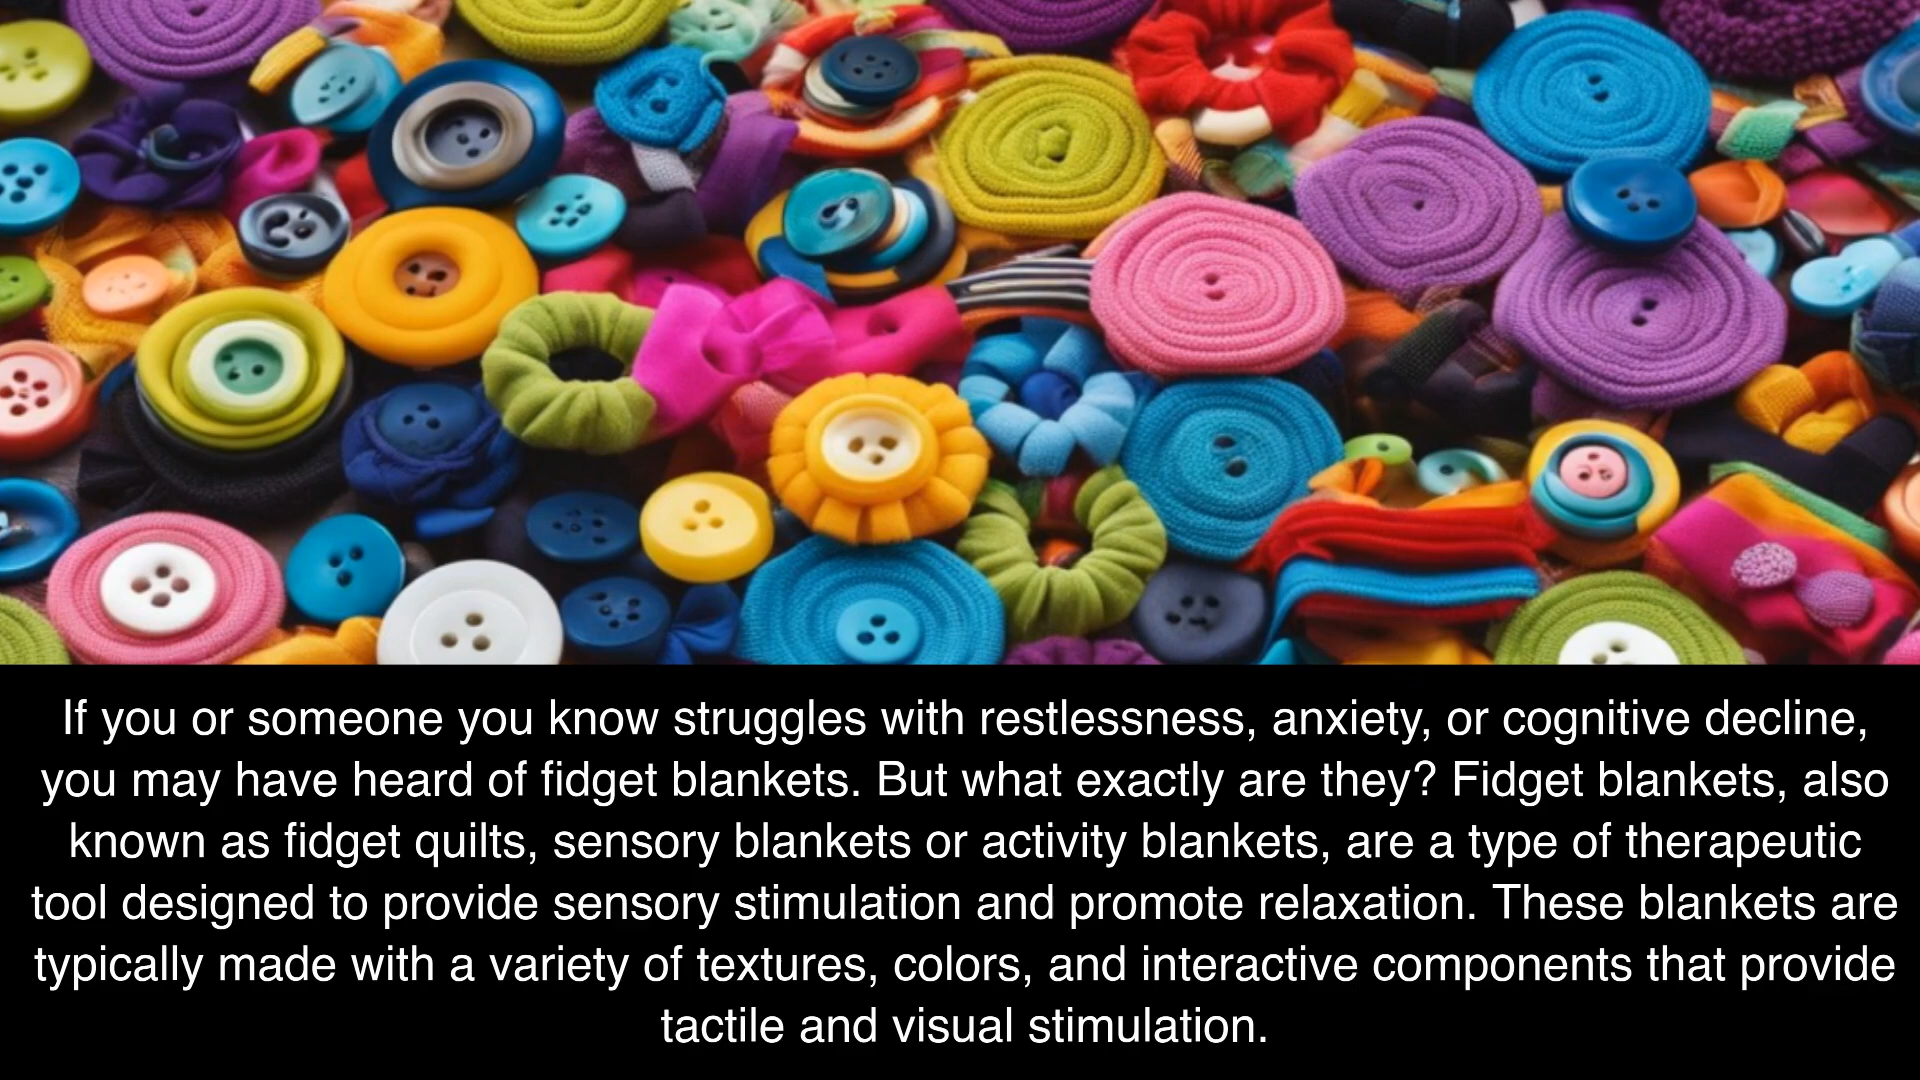 If you or someone you know struggles with restlessness, anxiety, or cognitive decline,
you may have heard of fidget blankets. But what exactly are they? Fidget blankets, also
known as fidget quilts, sensory blankets or activity blankets, are a type of therapeutic
tool designed to provide sensory stimulation and promote relaxation. These blankets are
typically made with a variety of textures, colors, and interactive components that provide
tactile and visual stimulation.